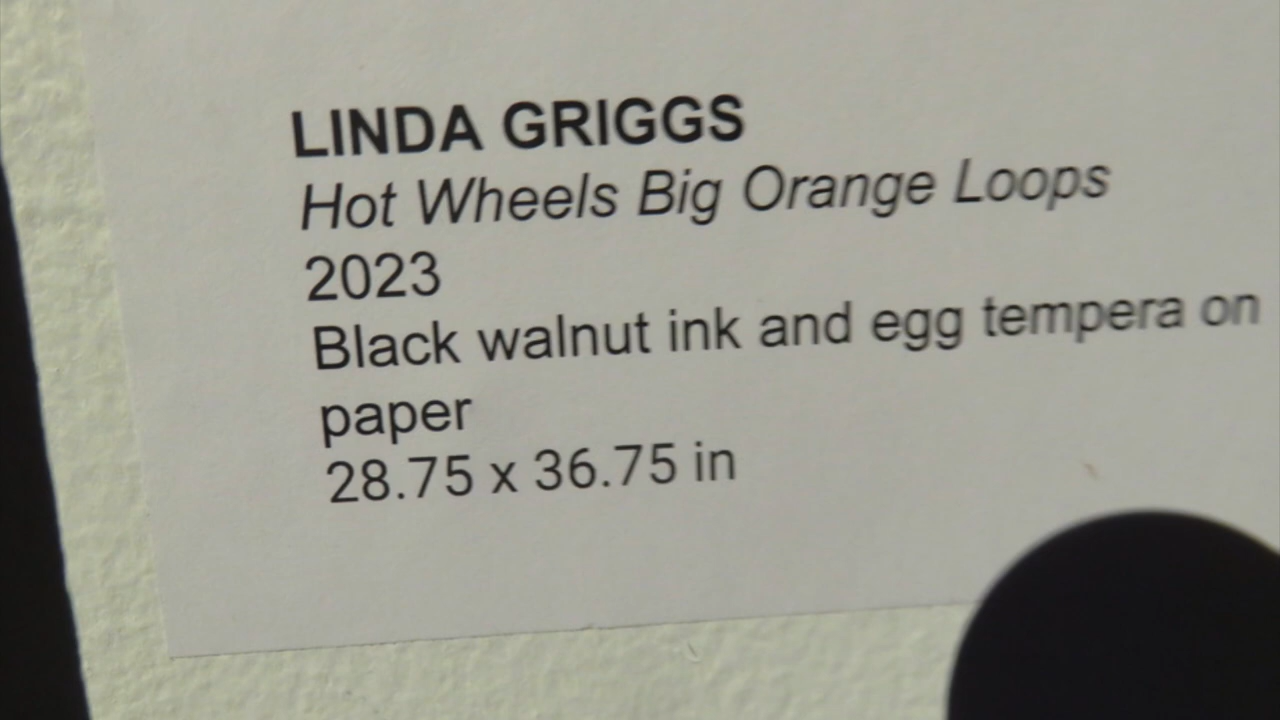 LINDA GRIGGS
Hot Wheels Big Orange Loops
2023
Black walnut ink and egg tempera on
paper
28.75 x 36.75 in